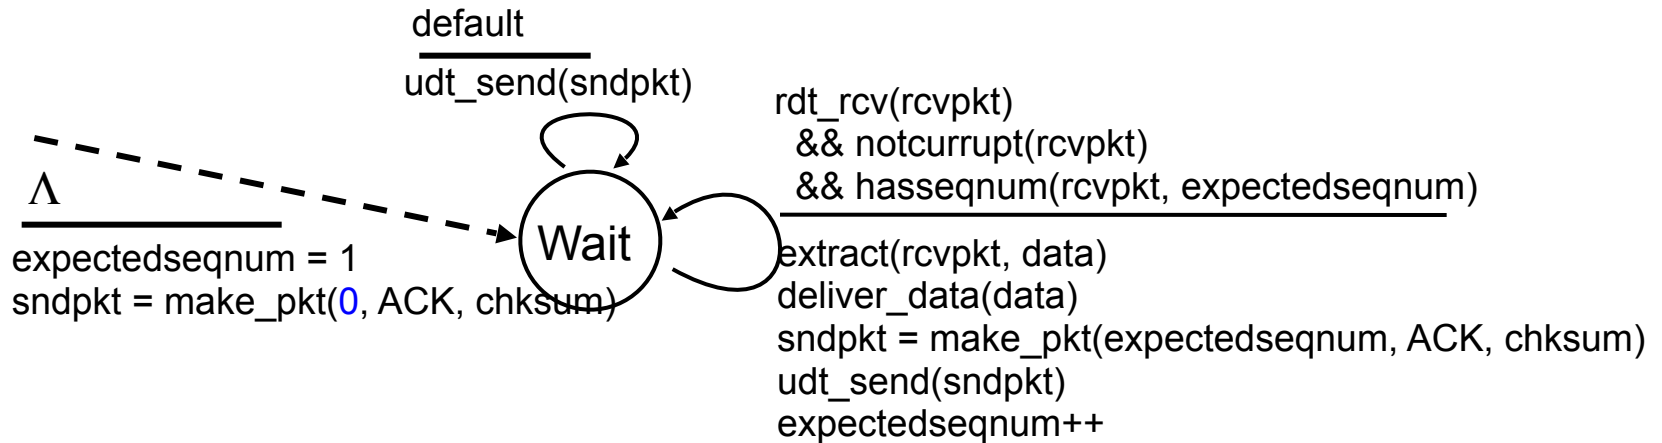 default
udt_send(sndpkt)
rdt_rcv(rcvpkt)
&& notcurrupt(rcvpkt)
&& hasseqnum(rcvpkt, expectedseqnum)
Λ
Wait
expectedseqnum = 1
sndpkt = make_pkt(0, ACK, chksum)
extract(rcvpkt, data)
deliver_data(data)
sndpkt = make_pkt(expectedseqnum, ACK, chksum)
udt_send(sndpkt)
expectedseqnum++